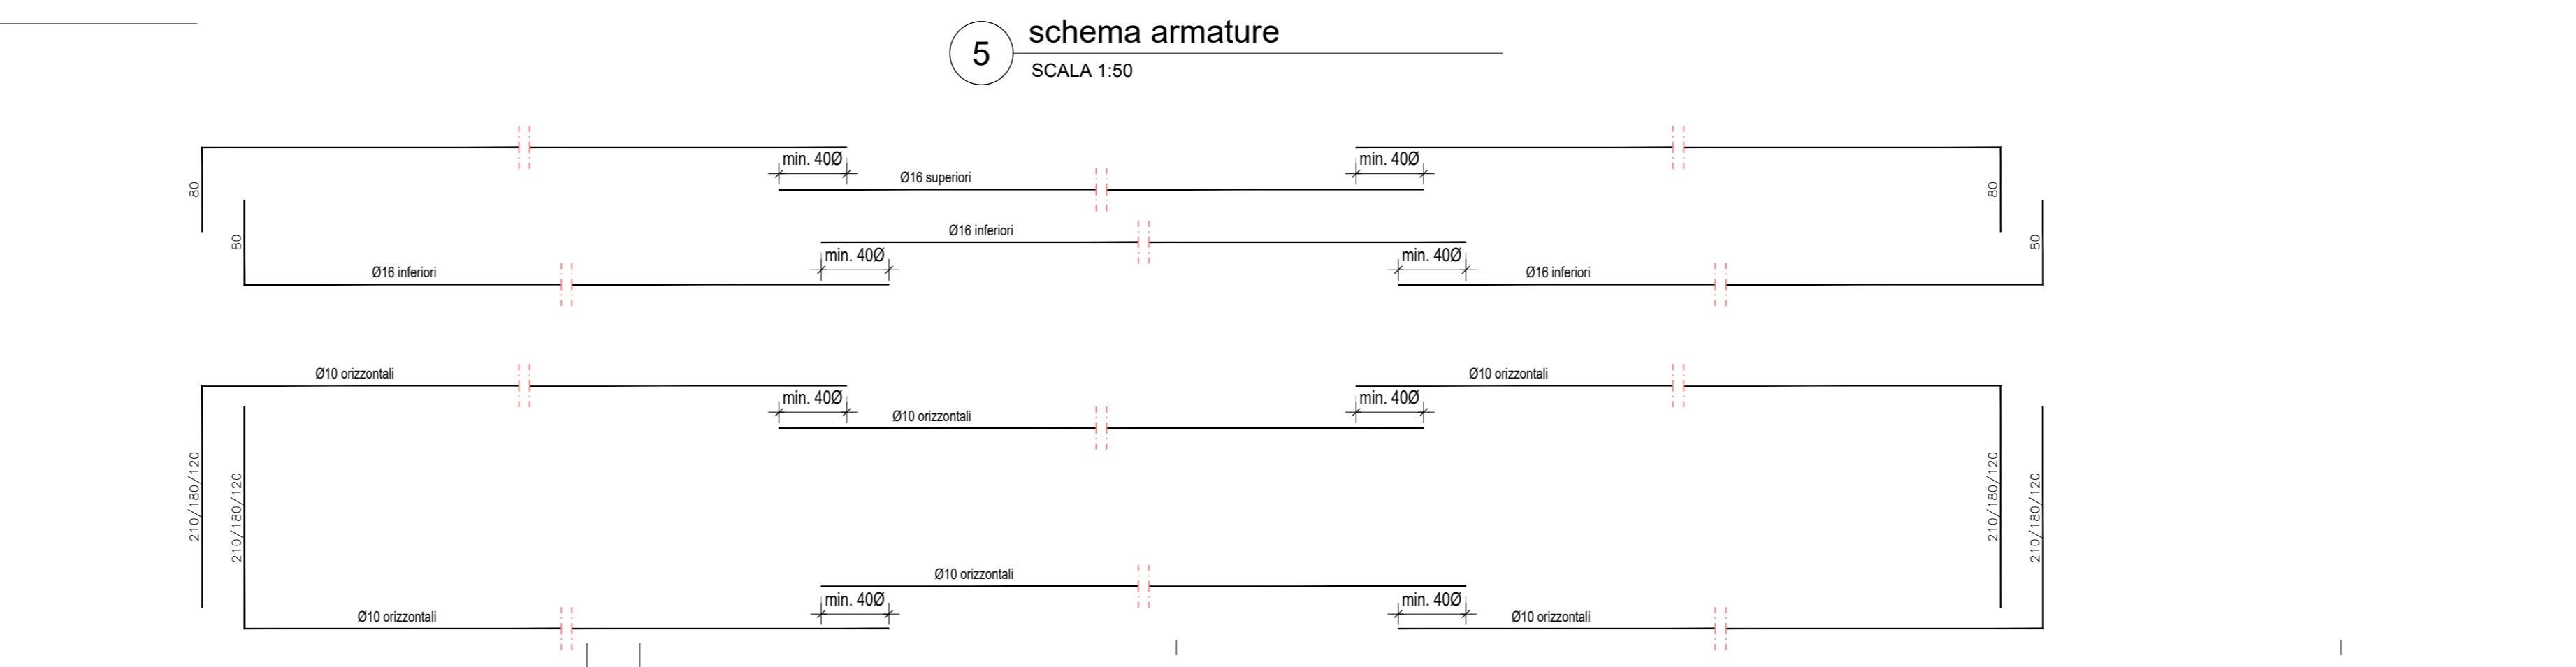 5
schema armature
SCALA 1:50
min. 40Ø
min. 40Ø
Ø16 superiori
80
80
Ø16 inferiori
80
80
min. 40Ø
min. 40Ø
Ø16 inferiori
Ø16 inferiori
Ø10 orizzontali
Ø10 orizzontali
min. 40Ø
min. 40Ø
Ø10 orizzontali
210/180/120
210/180/120
210/180/120
210/180/120
Ø10 orizzontali
min. 40Ø
min. 40Ø
Ø10 orizzontali
Ø10 orizzontali